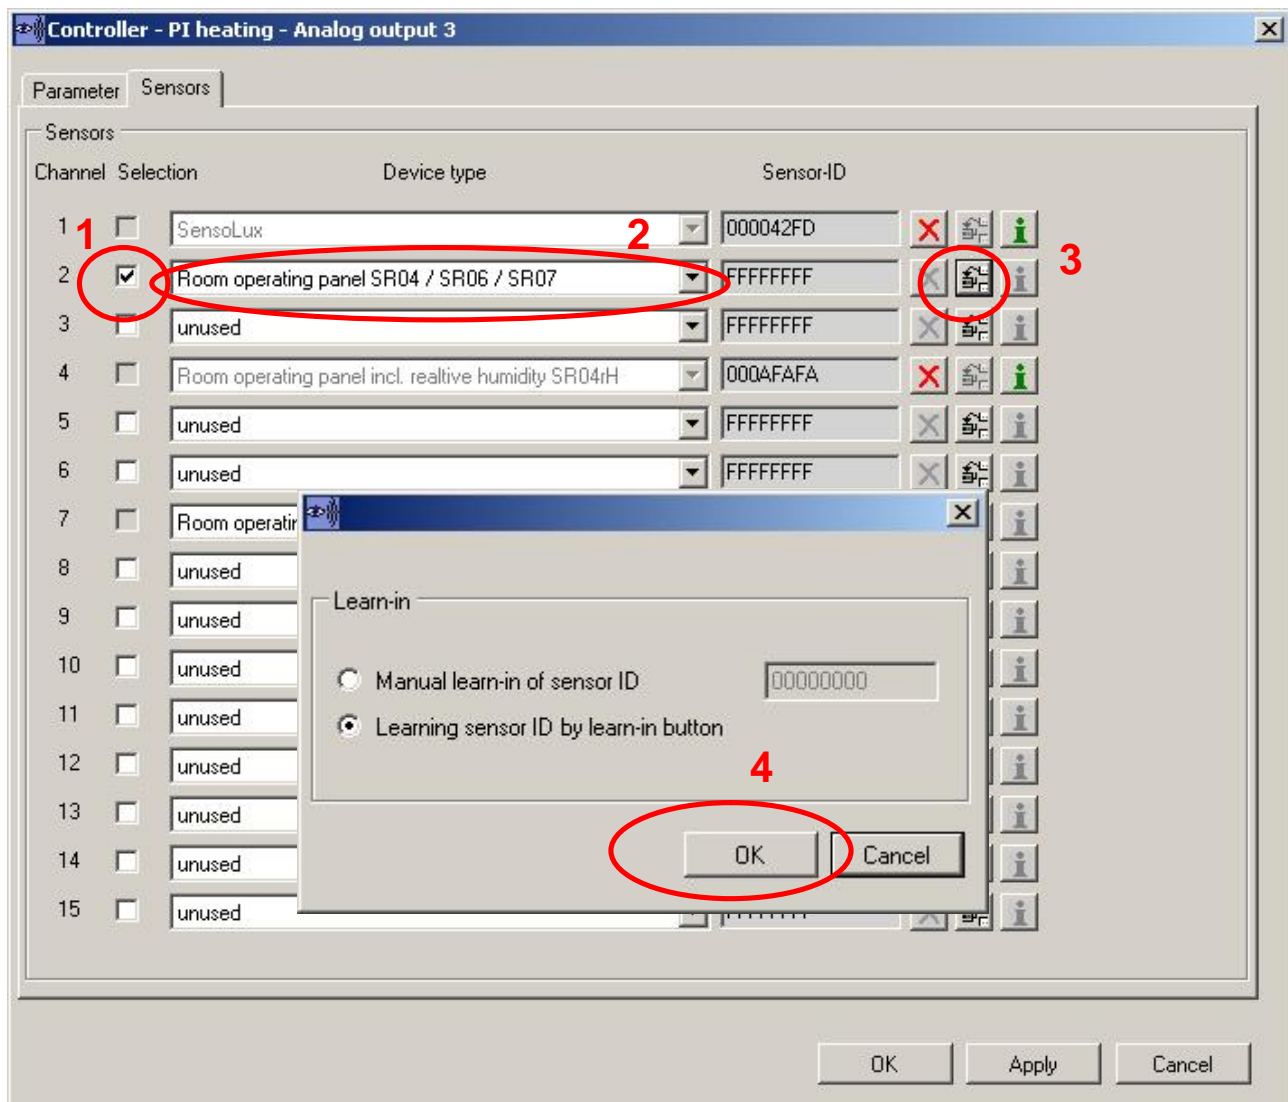 Controller - PI heating - Analog output 3
Parameter Sensors
Sensors
Channel Selection Device type Sensor-ID
1 1 SensoLux 2 000042FD
2 Room operating panel SR04 / SR06 / SR07 FFFFFFFF 3
3 unused FFFFFFFF
4 Room operating panel incl. realtive humidity SR04rH 000AFAFA
5 unused FFFFFFFF
6 unused FFFFFFFF
7
8 unused
9 unused
10 unused
11 unused
12 unused
13 unused
14 unused
15 unused
Learn-in
Manual learn-in of sensor ID 00000000
Learning sensor ID by learn-in button
4
OK Cancel
OK Apply Cancel